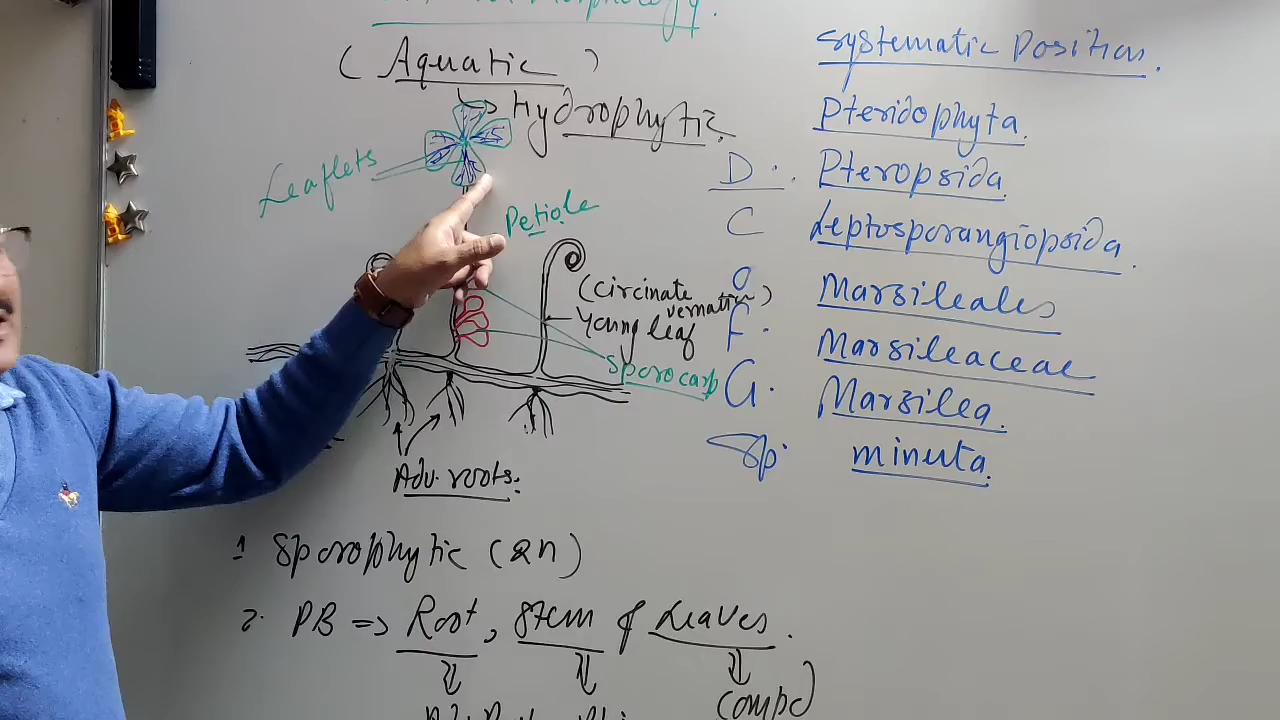 (Aquatic)
Hydrophytic.
Leaflets
Petiole
(circinate vernation)
Young leaf
Sporocarp
Adv. roots.
1 Sporophytic (2n)
2. PB => Root, Stem & Leaves.
Systematic Position.
Pteridophyta.
D. Pteropsida
C Leptosporangiopsida.
O Marsileales
F. Marsileaceae
G. Marsilea.
Sp. minuta.